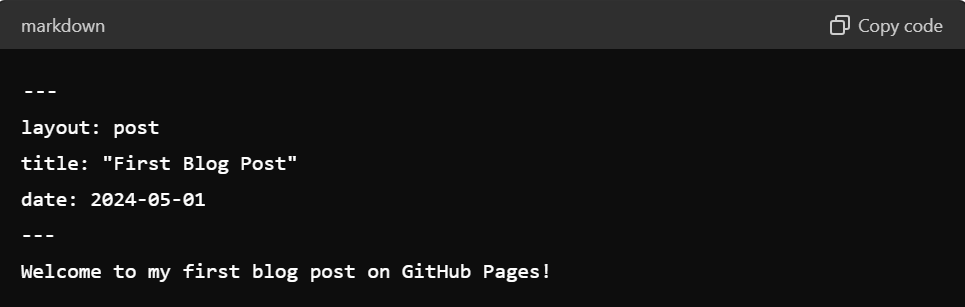 markdown
Copy code
---
layout: post
title: "First Blog Post"
date: 2024-05-01
---
Welcome to my first blog post on GitHub Pages!